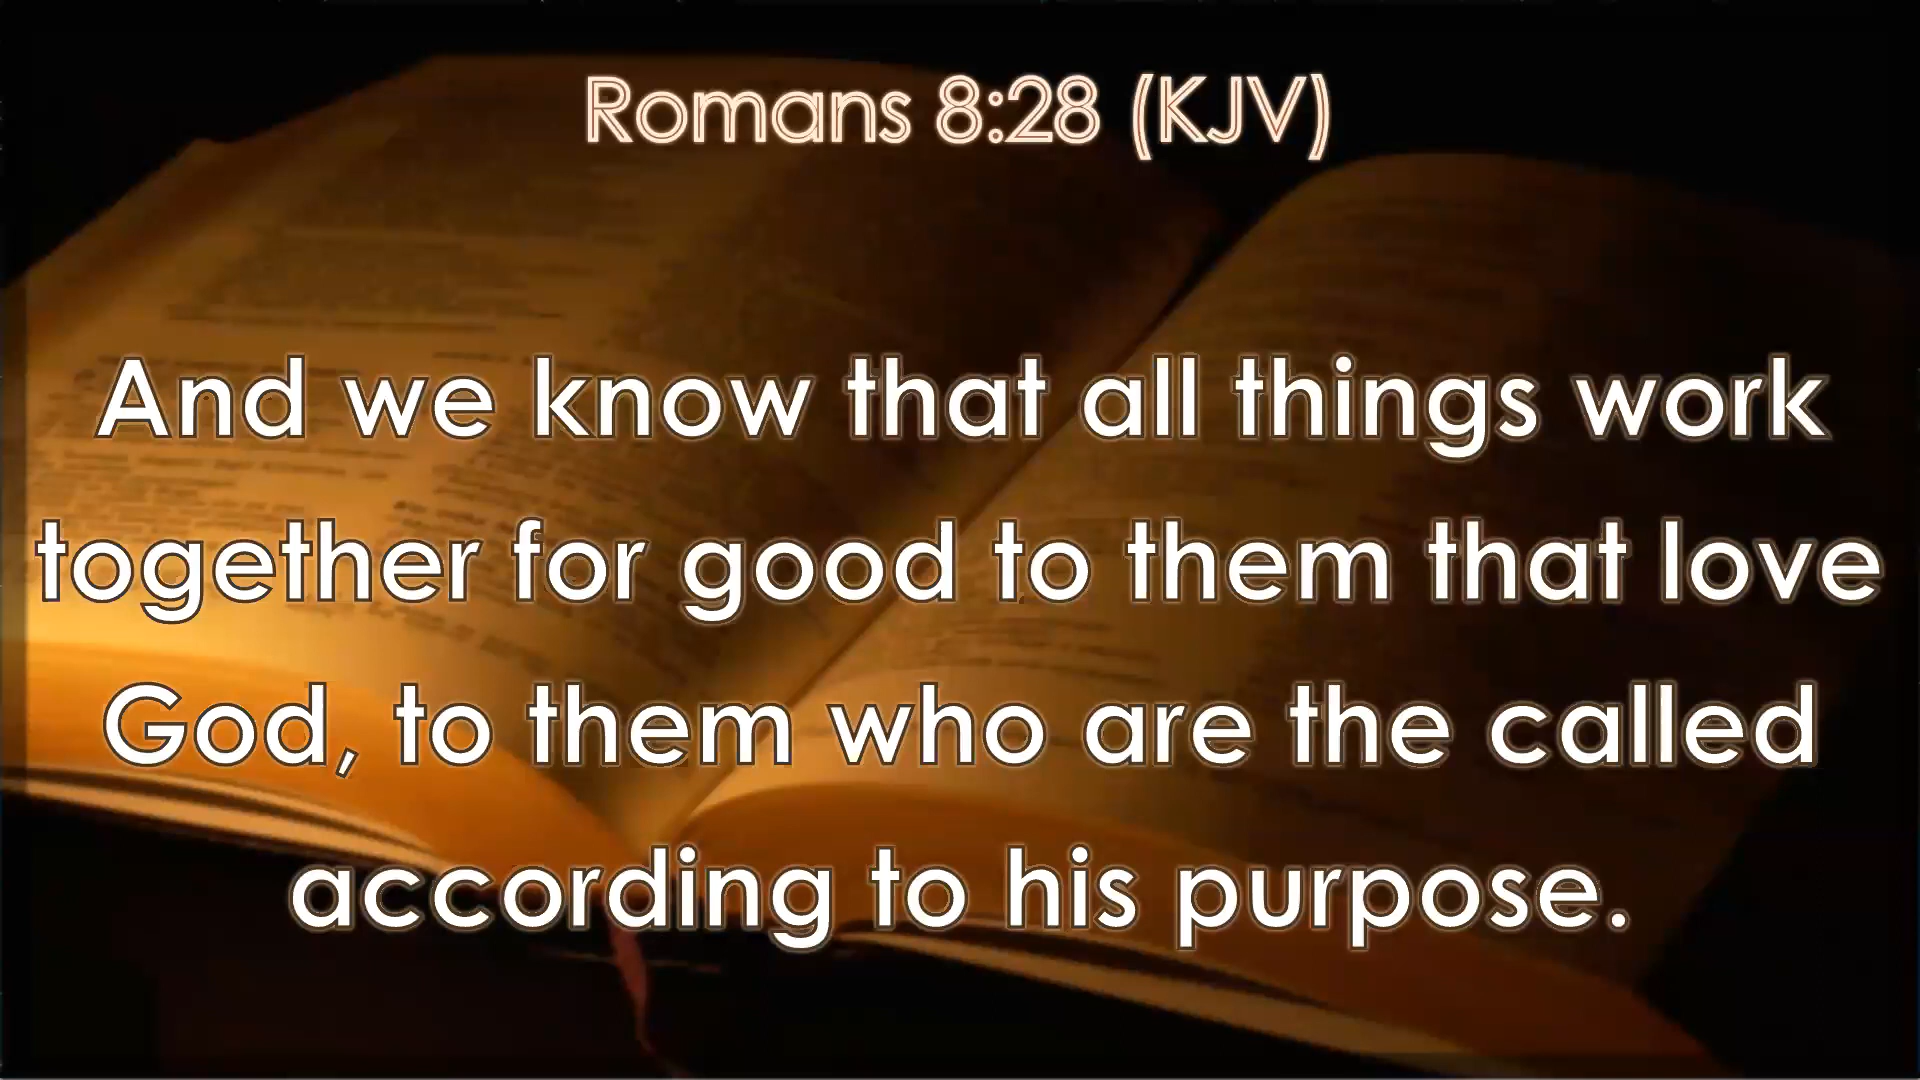 Romans 8:28 (KJV)
And we know that all things work
together for good to them that love
God, to them who are the called
according to his purpose.